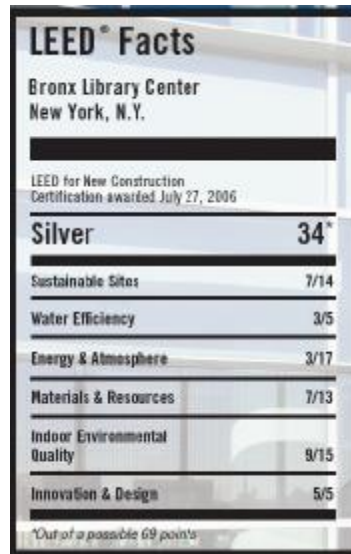 LEED® Facts
Bronx Library Center
New York, N.Y.
LEED for New Construction
Certification awarded July 27, 2006
Silver 34*
Sustainable Sites 7/14
Water Efficiency 3/5
Energy & Atmosphere 3/17
Materials & Resources 7/13
Indoor Environmental
Quality 9/15
Innovation & Design 5/5
*Out of a possible 69 points